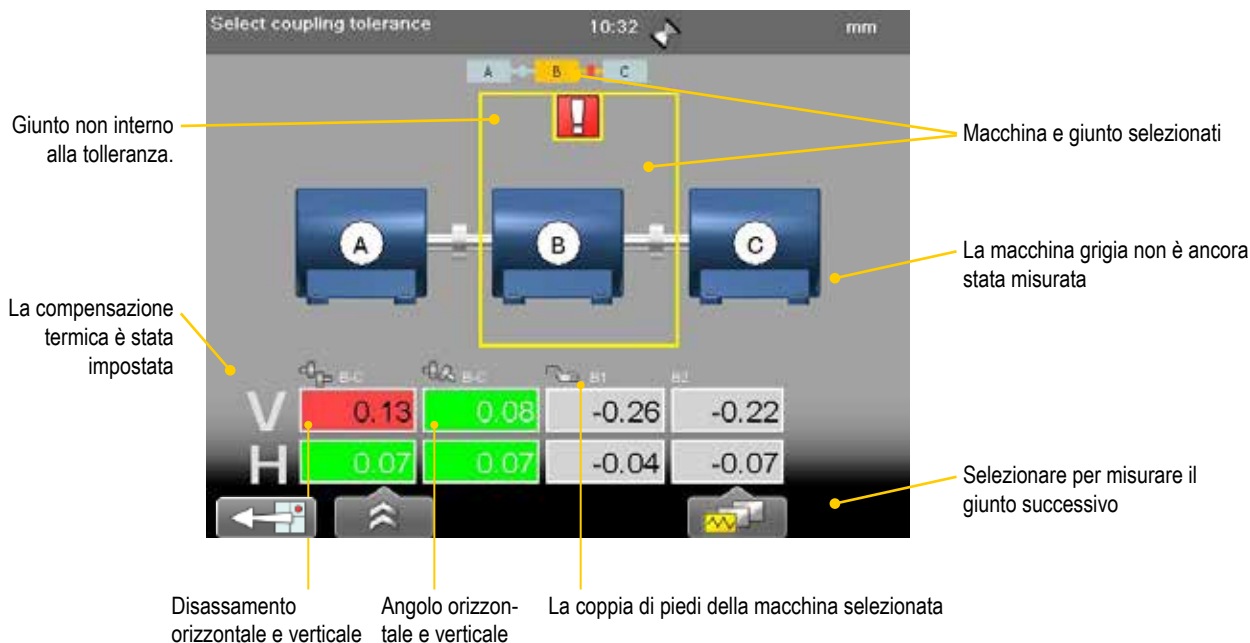 Select coupling tolerance 10:32 mm
A B C
Giunto non interno
alla tolleranza.
Macchina e giunto selezionati
A B C
La macchina grigia non è ancora
stata misurata
La compensazione
termica è stata
impostata
B-C B-C B1 B2
V 0.13 0.08 -0.26 -0.22
H 0.07 0.07 -0.04 -0.07
Selezionare per misurare il
giunto successivo
Disassamento
orizzontale e verticale
Angolo orizzon-
tale e verticale
La coppia di piedi della macchina selezionata